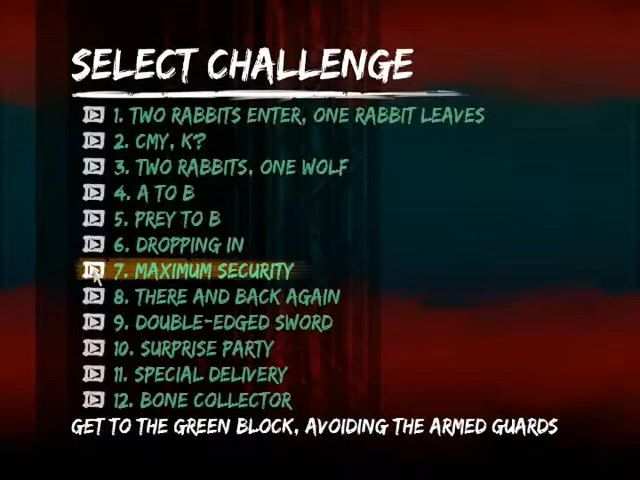 SELECT CHALLENGE
1. TWO RABBITS ENTER, ONE RABBIT LEAVES
2. CMY, K?
3. TWO RABBITS, ONE WOLF
4. A TO B
5. PREY TO B
6. DROPPING IN
7. MAXIMUM SECURITY
8. THERE AND BACK AGAIN
9. DOUBLE-EDGED SWORD
10. SURPRISE PARTY
11. SPECIAL DELIVERY
12. BONE COLLECTOR
GET TO THE GREEN BLOCK, AVOIDING THE ARMED GUARDS